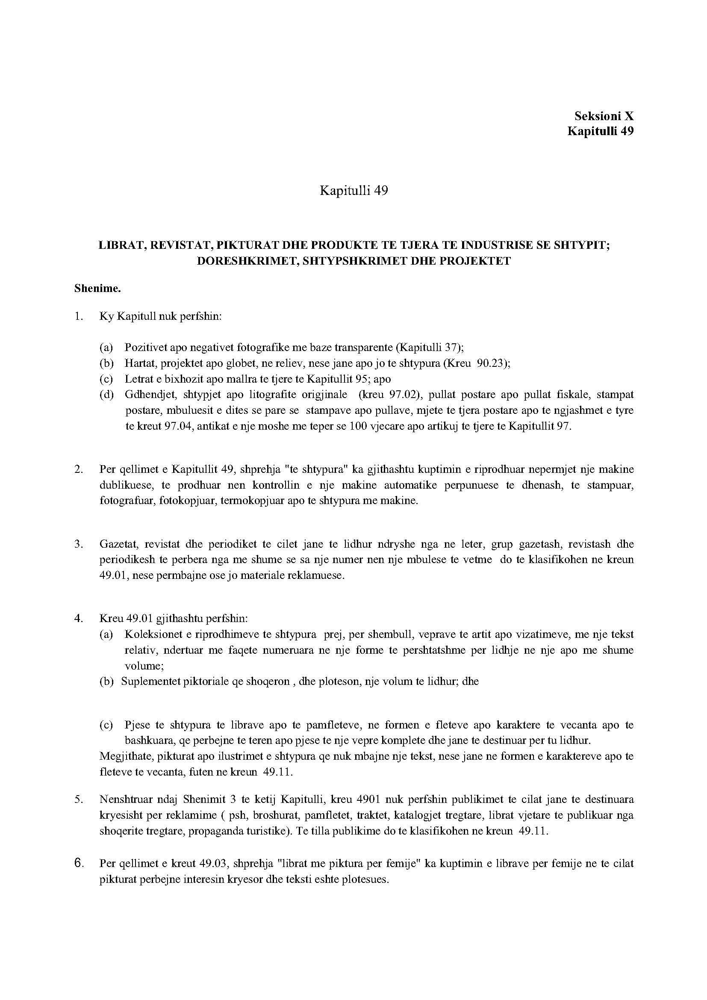 Seksioni X
Kapitulli 49
Kapitulli 49
LIBRAT, REVISTAT, PIKTURAT DHE PRODUKTE TE TJERA TE INDUSTRISE SE SHTYPIT;
DORESHKRIMET, SHTYPSHKRIMET DHE PROJEKTET
Shenime.
1. Ky Kapitull nuk perfshin:
(a) Pozitivet apo negativet fotografike me baze transparente (Kapitulli 37);
(b) Hartat, projektet apo globet, ne reliev, nese jane apo jo te shtypura (Kreu 90.23);
(c) Letrat e bixhozit apo mallra te tjere te Kapitullit 95; apo
(d) Gdhendjet, shtypjet apo litografite origjinale (kreu 97.02), pullat postare apo pullat fiskale, stampat
postare, mbuluesit e dites se pare se stampave apo pullave, mjete te tjera postare apo te ngjashmet e tyre
te kreut 97.04, antikat e nje moshe me teper se 100 vjecare apo artikuj te tjere te Kapitullit 97.
2. Per qellimet e Kapitullit 49, shprehja "te shtypura" ka gjithashtu kuptimin e riprodhuar nepermjet nje makine
dublikuese, te prodhuar nen kontrollin e nje makine automatike perpunuese te dhenash, te stampuar,
fotografuar, fotokopjuar, termokopjuar apo te shtypura me makine.
3. Gazetat, revistat dhe periodiket te cilet jane te lidhur ndryshe nga ne leter, grup gazetash, revistash dhe
periodikesh te perbera nga me shume se sa nje numer nen nje mbulese te vetme do te klasifikohen ne kreun
49.01, nese permbajne ose jo materiale reklamuese.
4. Kreu 49.01 gjithashtu perfshin:
(a) Koleksionet e riprodhimeve te shtypura prej, per shembull, veprave te artit apo vizatimeve, me nje tekst
relativ, ndertuar me faqete numeruara ne nje forme te pershtatshme per lidhje ne nje apo me shume
volume;
(b) Suplementet piktoriale qe shoqeron , dhe ploteson, nje volum te lidhur; dhe
(c) Pjese te shtypura te librave apo te pamfleteve, ne formen e fleteve apo karaktere te vecanta apo te
bashkuara, qe perbejne te teren apo pjese te nje vepre komplete dhe jane te destinuar per tu lidhur.
Megjithate, pikturat apo ilustrimet e shtypura qe nuk mbajne nje tekst, nese jane ne formen e karaktereve apo te
fleteve te vecanta, futen ne kreun 49.11.
5. Nenshtruar ndaj Shenimit 3 te ketij Kapitulli, kreu 4901 nuk perfshin publikimet te cilat jane te destinuara
kryesisht per reklamime ( psh, broshurat, pamfletet, traktet, katalogjet tregtare, librat vjetare te publikuar nga
shoqerite tregtare, propaganda turistike). Te tilla publikime do te klasifikohen ne kreun 49.11.
6. Per qellimet e kreut 49.03, shprehja "librat me piktura per femije" ka kuptimin e librave per femije ne te cilat
pikturat perbejne interesin kryesor dhe teksti eshte plotesues.